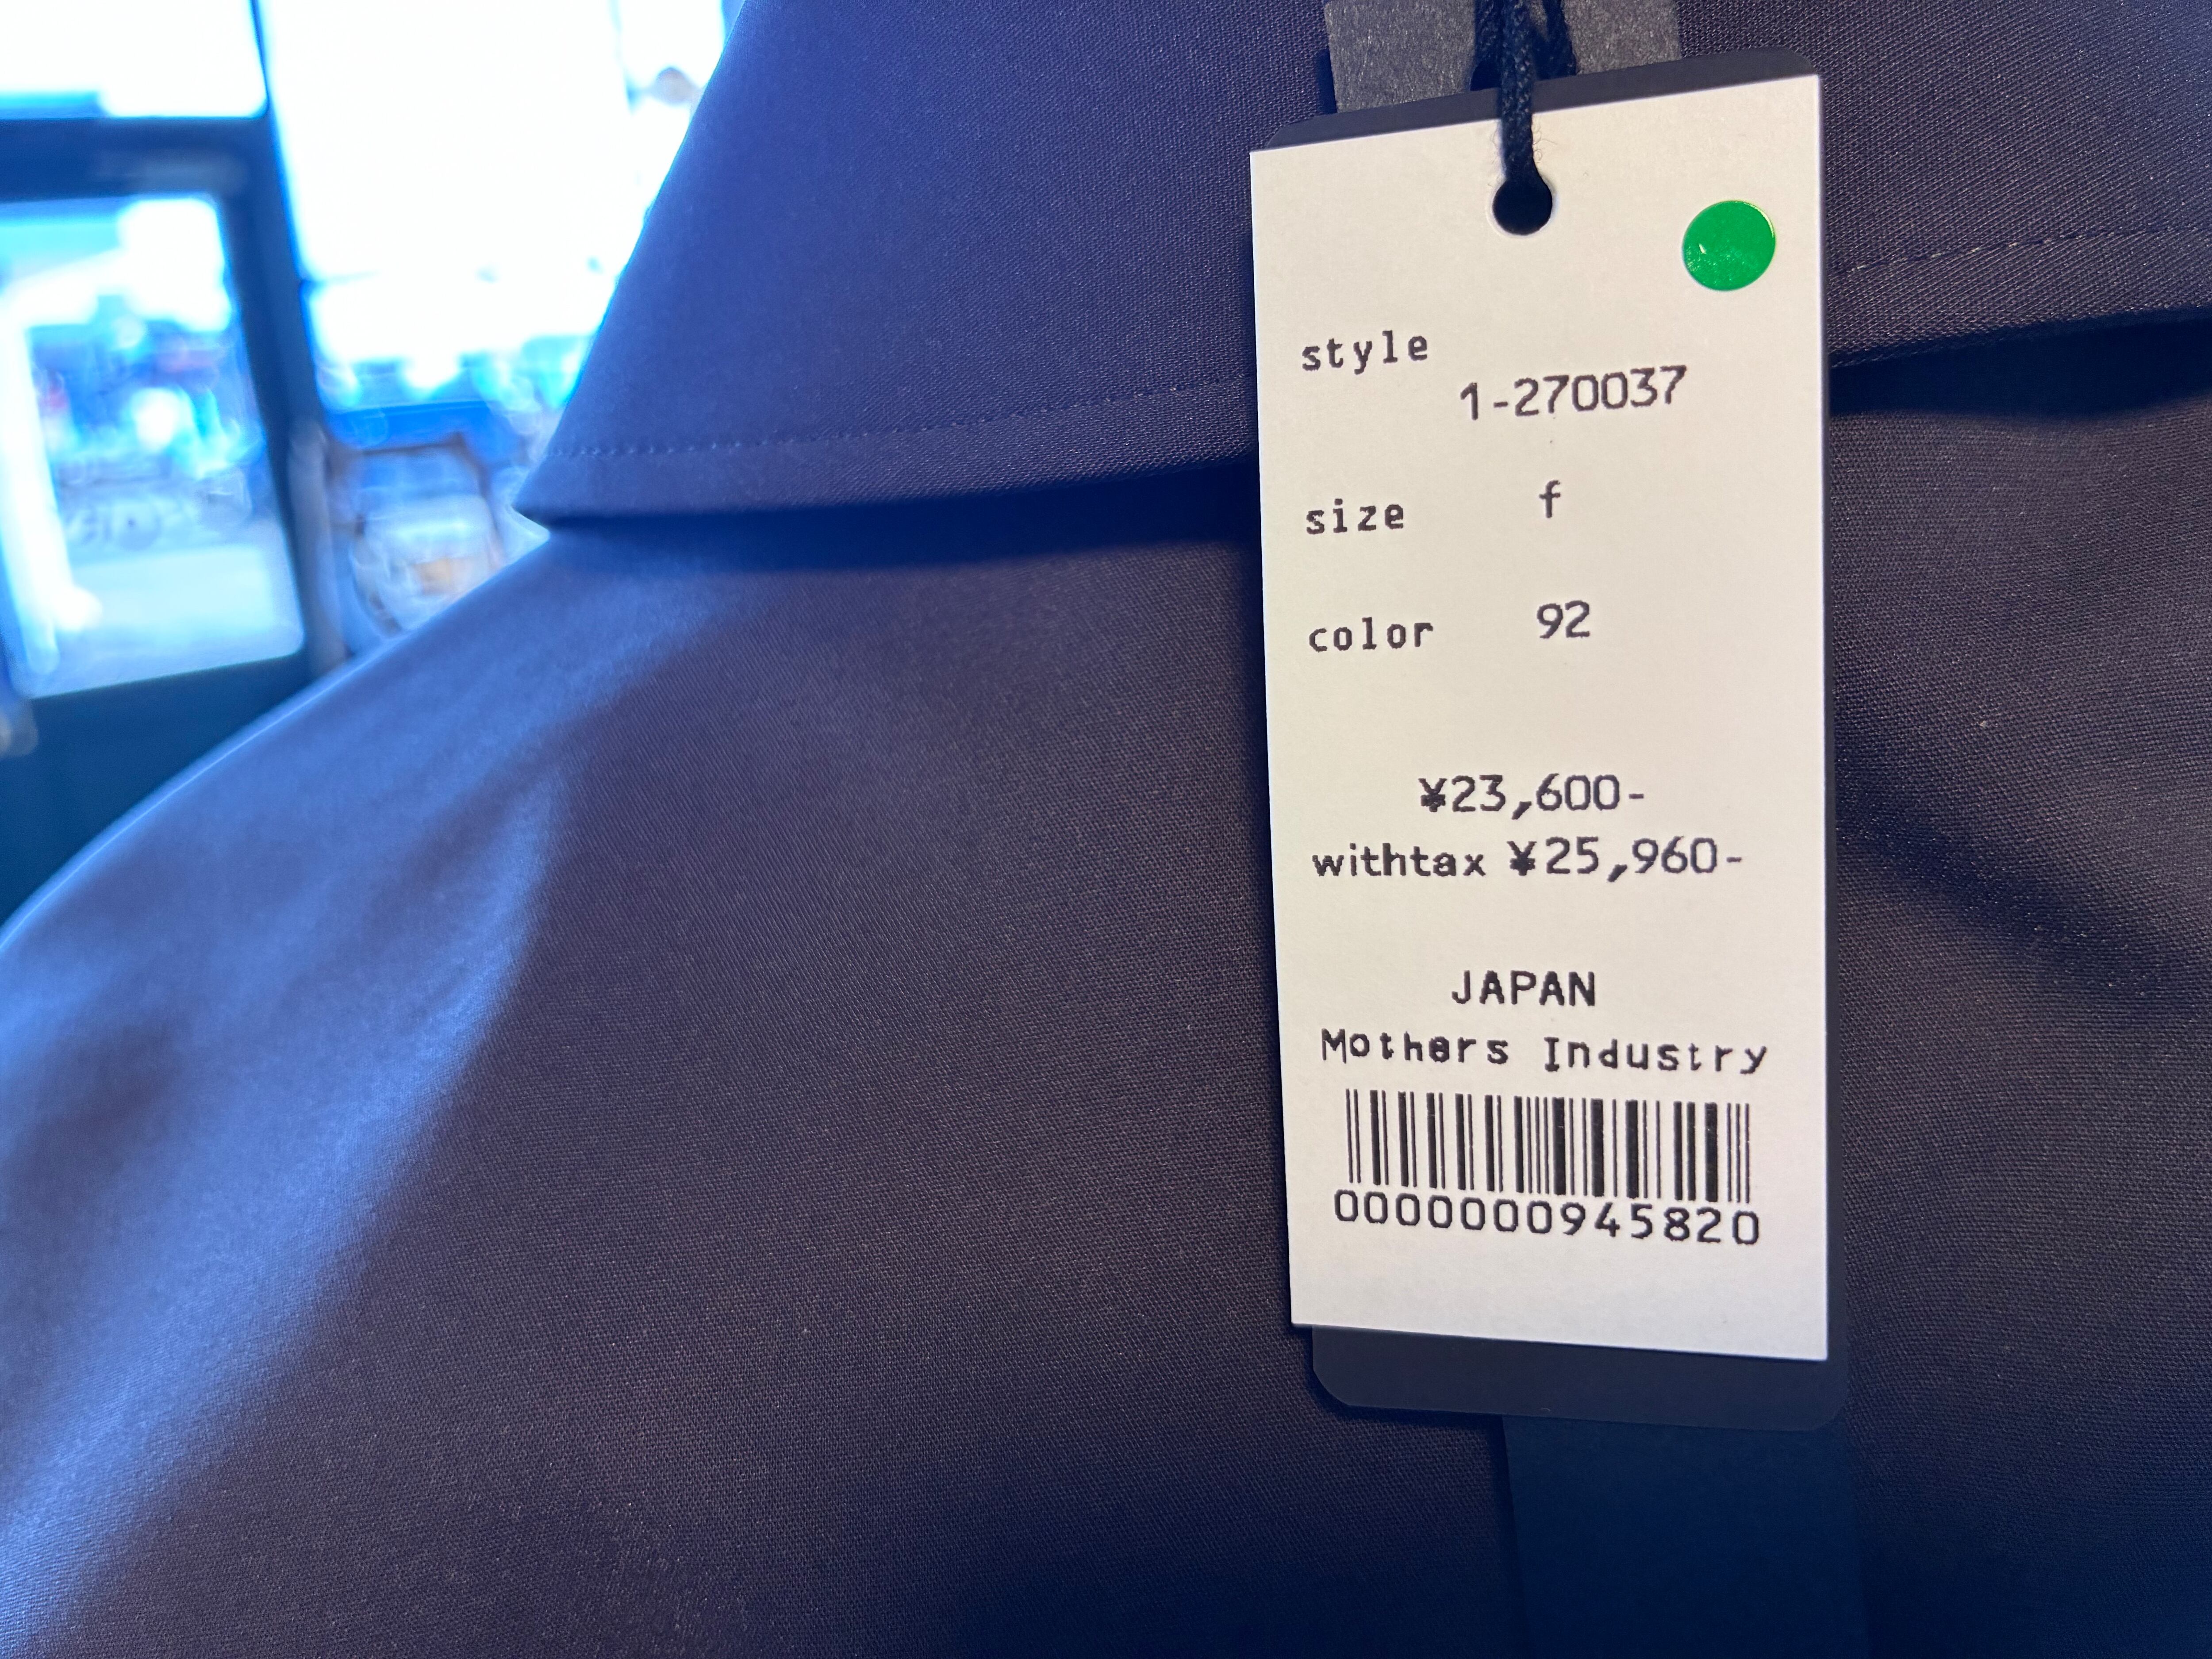 style
1-270037
size f
color 92
¥23,600-
withtax ¥25,960-
JAPAN
Mothers Industry
0000000945820